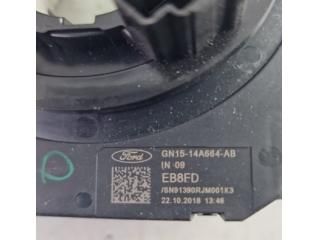 Ford
GN15-14A664-AB
IN 09
EB8FD
/SN91390RJM001K3
22.10.2018 13:46